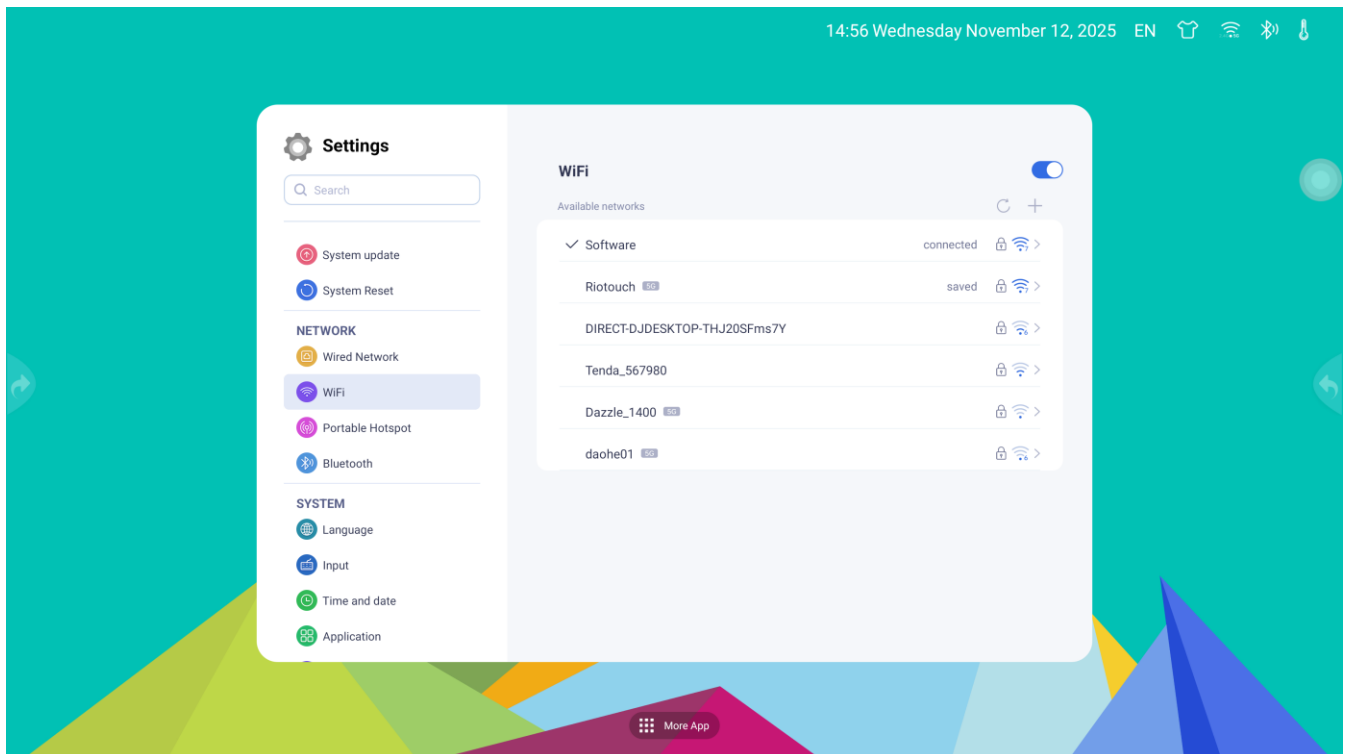 14:56 Wednesday November 12, 2025 EN
Settings
Search
System update
System Reset
NETWORK
Wired Network
WiFi
Portable Hotspot
Bluetooth
SYSTEM
Language
Input
Time and date
Application
WiFi
Available networks
Software connected
Riotouch 5G saved
DIRECT-DJDESKTOP-THJ20SFms7Y
Tenda_567980
Dazzle_1400 5G
daohe01 5G
More App